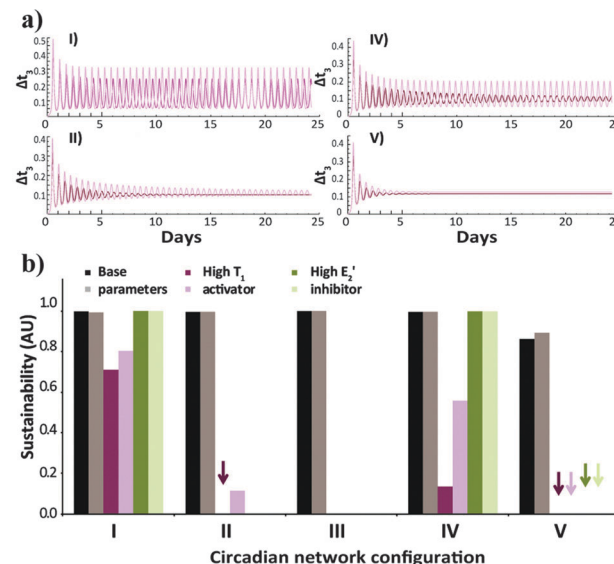 a)
I)
0.5
0.4
0.3
0.2
0.1
0
Δt3
0 5 10 15 20 25
IV)
0.4
0.3
0.2
0.1
0
Δt3
0 5 10 15 20 25
II)
0.4
0.3
0.2
0.1
0
Δt3
0 5 10 15 20 25
Days
V)
0.4
0.3
0.2
0.1
0
Δt3
0 5 10 15 20 25
Days
b)
Base High T1 High E2'
parameters activator inhibitor
1.0
0.8
0.6
0.4
0.2
0.0
Sustainability (AU)
I II III IV V
Circadian network configuration